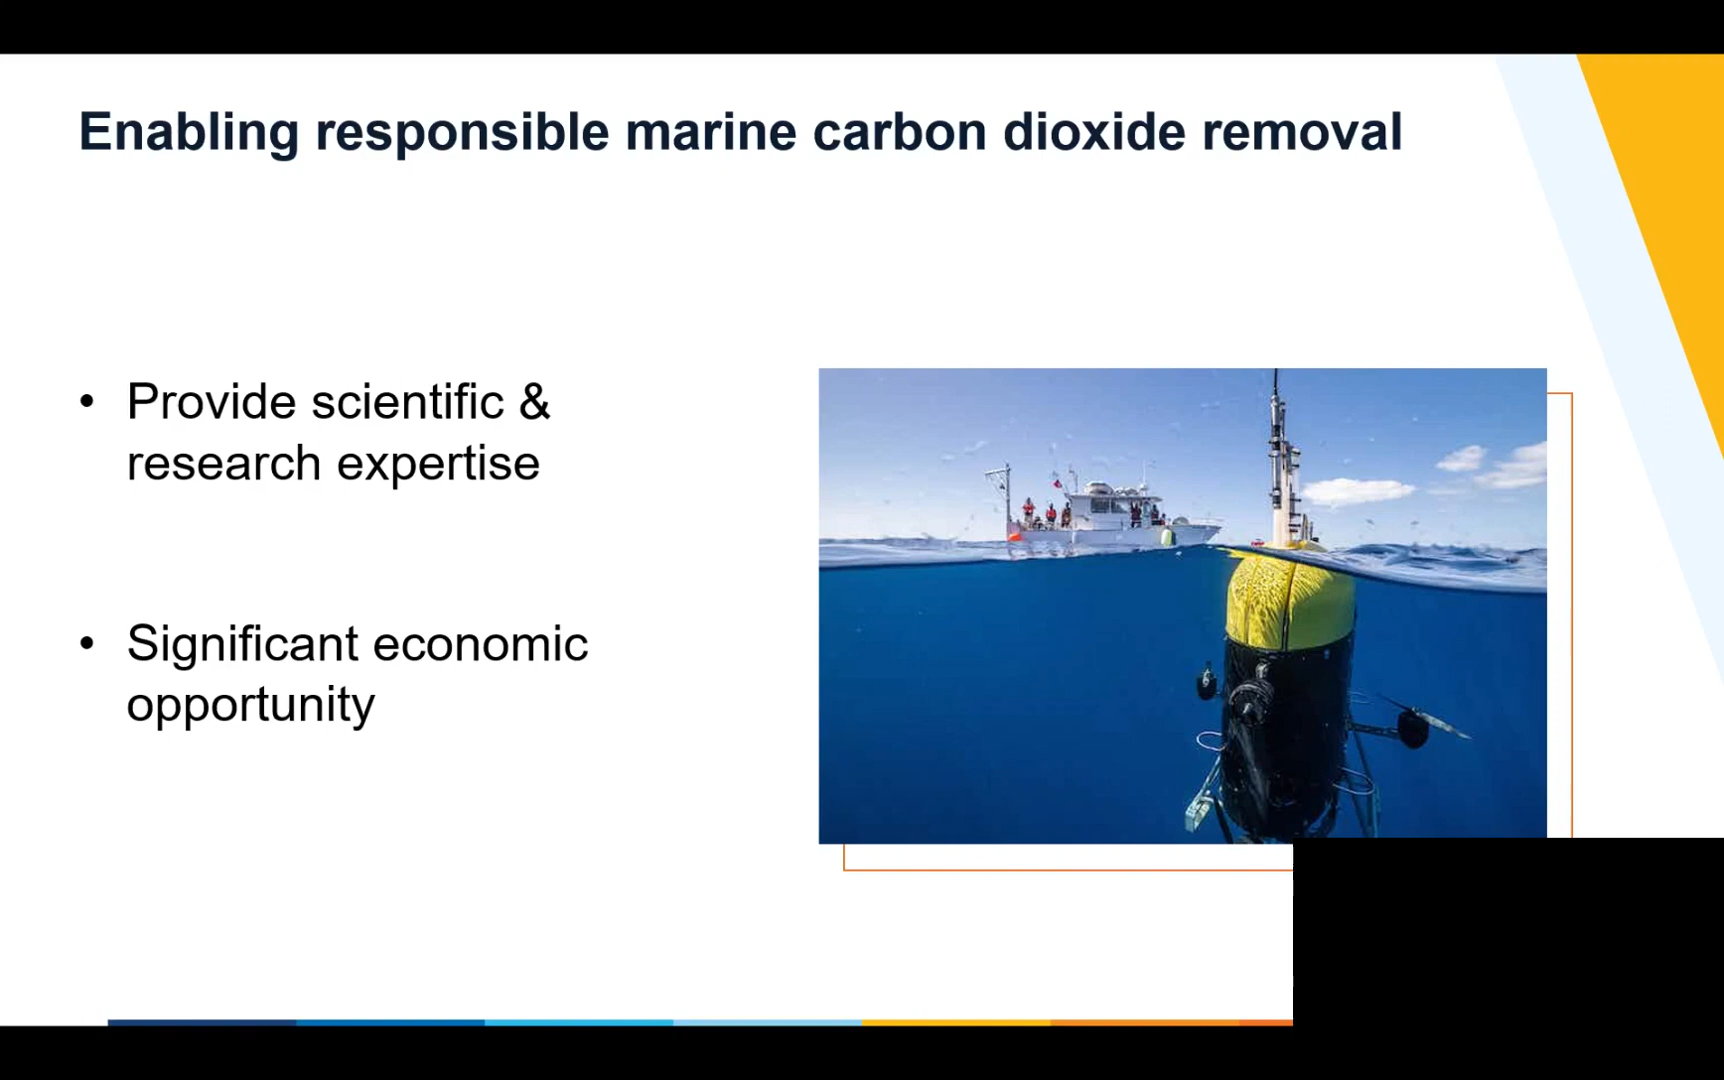 Enabling responsible marine carbon dioxide removal
• Provide scientific &
research expertise
• Significant economic
opportunity